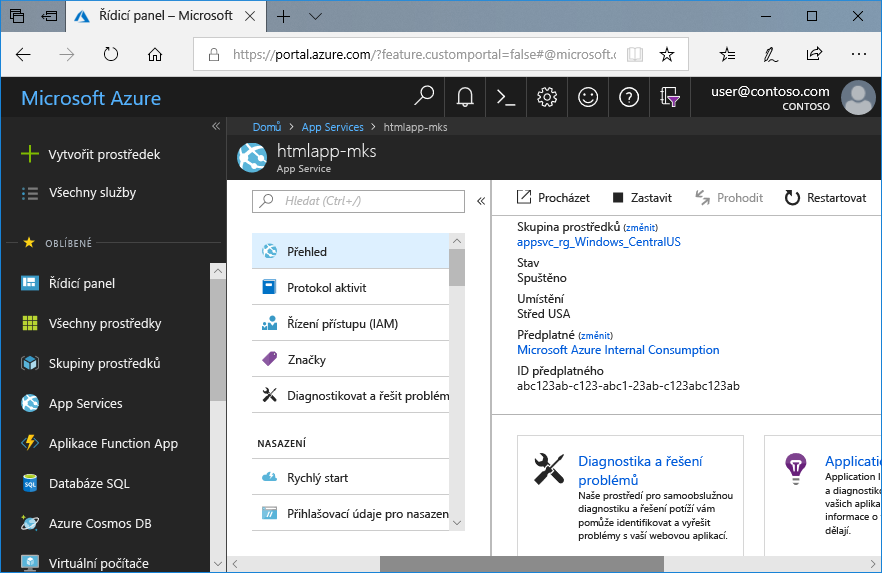 Řídicí panel – Microsoft
https://portal.azure.com/?feature.customportal=false#@microsoft.c
Microsoft Azure
user@contoso.com
CONTOSO
Vytvořit prostředek
Všechny služby
OBLÍBENÉ
Řídicí panel
Všechny prostředky
Skupiny prostředků
App Services
Aplikace Function App
Databáze SQL
SQL
Azure Cosmos DB
Virtuální počítače
Domů > App Services > htmlapp-mks
htmlapp-mks
App Service
Hledat (Ctrl+/)
Přehled
Protokol aktivit
Řízení přístupu (IAM)
Značky
Diagnostikovat a řešit problém
NASAZENÍ
Rychlý start
Přihlašovací údaje pro nasazen
Procházet
Zastavit
Prohodit
Restartovat
Skupina prostředků (změnit)
appsvc_rg_Windows_CentralUS
Stav
Spuštěno
Umístění
Střed USA
Předplatné (změnit)
Microsoft Azure Internal Consumption
ID předplatného
abc123ab-c123-abc1-23ab-c123abc123ab
Diagnostika a řešení
problémů
Naše prostředí pro samoobslužnou
diagnostiku a řešení potíží vám
pomůže identifikovat a vyřešit
problémy s vaší webovou aplikací.
Applicatio
Application I
a diagnostik
vašich aplika
informace o
dělají.